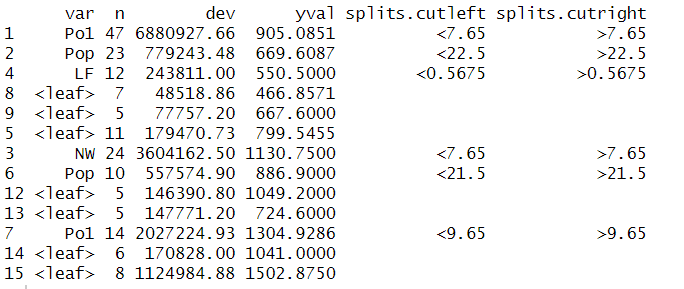 var n dev yval splits.cutleft splits.cutright
1 Po1 47 6880927.66 905.0851 <7.65 >7.65
2 Pop 23 779243.48 669.6087 <22.5 >22.5
4 LF 12 243811.00 550.5000 <0.5675 >0.5675
8 <leaf> 7 48518.86 466.8571
9 <leaf> 5 77757.20 667.6000
5 <leaf> 11 179470.73 799.5455
3 NW 24 3604162.50 1130.7500 <7.65 >7.65
6 Pop 10 557574.90 886.9000 <21.5 >21.5
12 <leaf> 5 146390.80 1049.2000
13 <leaf> 5 147771.20 724.6000
7 Po1 14 2027224.93 1304.9286 <9.65 >9.65
14 <leaf> 6 170828.00 1041.0000
15 <leaf> 8 1124984.88 1502.8750